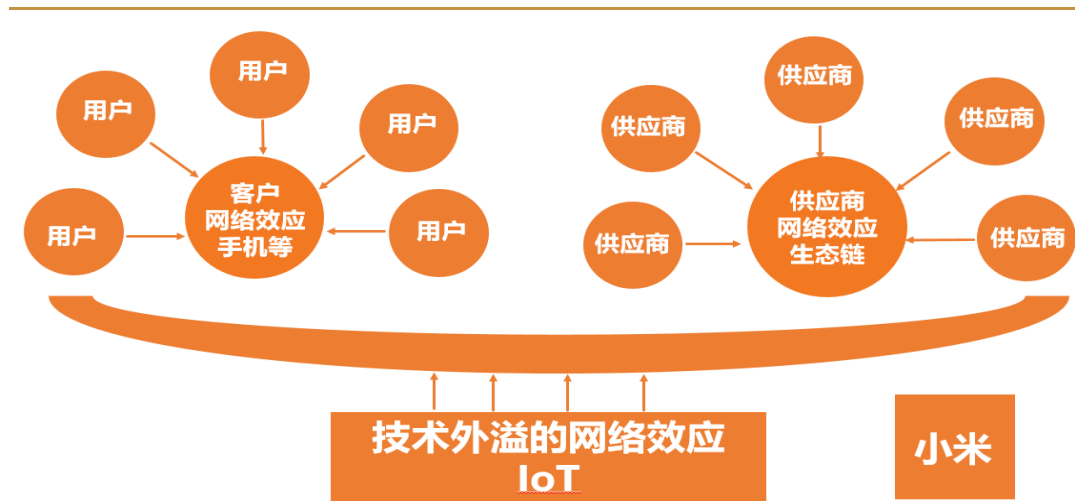 用户
用户
用户
用户
用户
客户
网络效应
手机等
供应商
供应商
供应商
供应商
供应商
供应商
网络效应
生态链
技术外溢的网络效应
IoT
小米